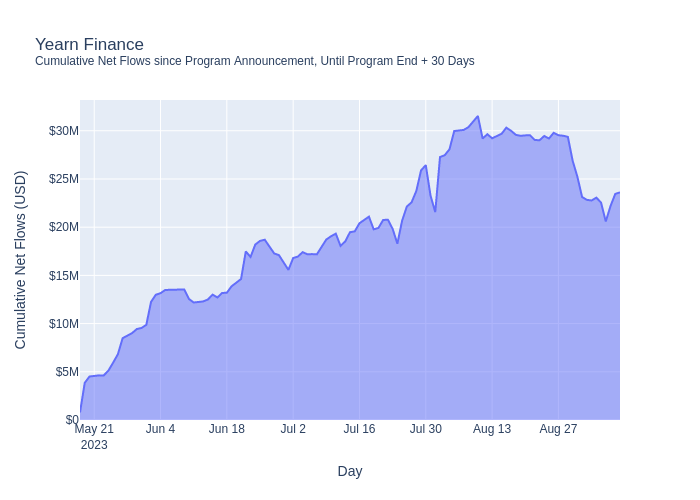 Yearn Finance
Cumulative Net Flows since Program Announcement, Until Program End + 30 Days
Cumulative Net Flows (USD)
$30M
$25M
$20M
$15M
$10M
$5M
$0
May 21
2023
Jun 4
Jun 18
Jul 2
Jul 16
Jul 30
Aug 13
Aug 27
Day